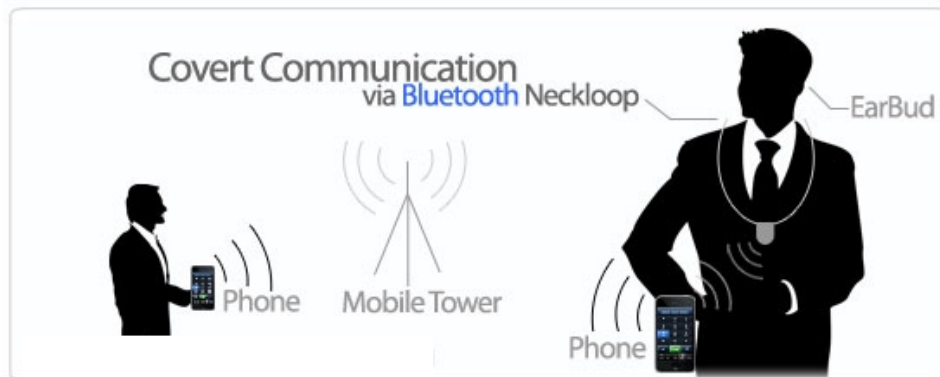 Covert Communication
via Bluetooth Neckloop
EarBud
Phone
Mobile Tower
Phone